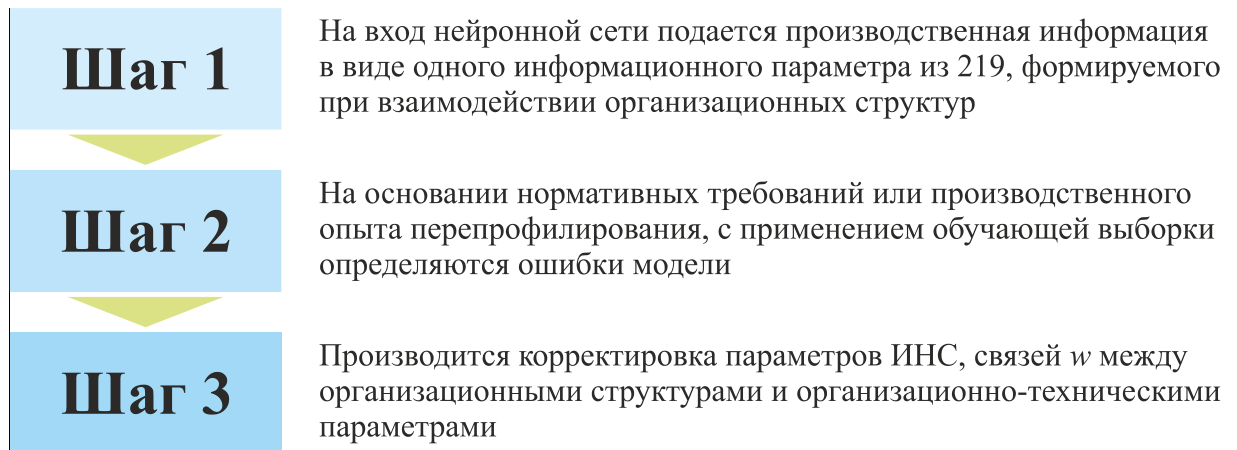 Шаг 1
На вход нейронной сети подается производственная информация
в виде одного информационного параметра из 219, формируемого
при взаимодействии организационных структур
Шаг 2
На основании нормативных требований или производственного
опыта перепрофилирования, с применением обучающей выборки
определяются ошибки модели
Шаг 3
Производится корректировка параметров ИНС, связей w между
организационными структурами и организационно-техническими
параметрами